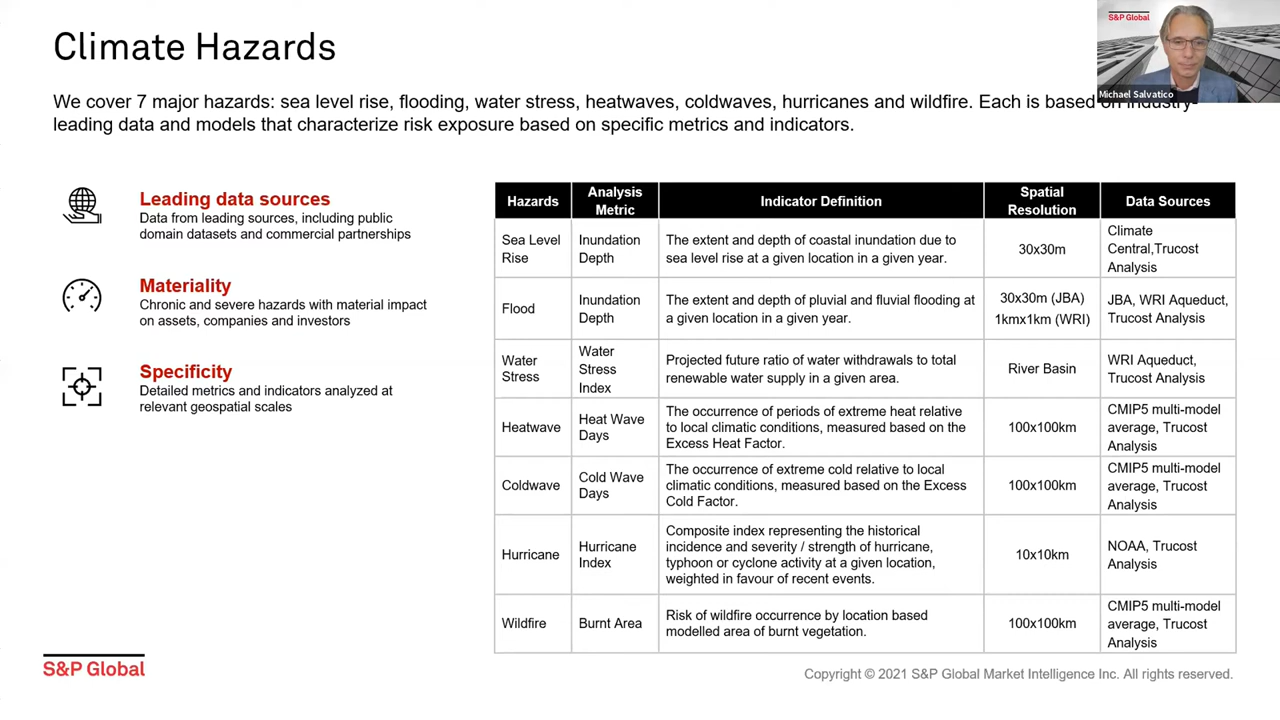 Climate Hazards
S&P Global
Michael Salvatico
We cover 7 major hazards: sea level rise, flooding, water stress, heatwaves, coldwaves, hurricanes and wildfire. Each is based on industry-
leading data and models that characterize risk exposure based on specific metrics and indicators.
Leading data sources
Data from leading sources, including public
domain datasets and commercial partnerships
Materiality
Chronic and severe hazards with material impact
on assets, companies and investors
Specificity
Detailed metrics and indicators analyzed at
relevant geospatial scales
Hazards
Analysis
Metric
Indicator Definition
Spatial
Resolution
Data Sources
Sea Level
Rise
Inundation
Depth
The extent and depth of coastal inundation due to
sea level rise at a given location in a given year.
30x30m
Climate
Central,Trucost
Analysis
Flood
Inundation
Depth
The extent and depth of pluvial and fluvial flooding at
a given location in a given year.
30x30m (JBA)
1kmx1km (WRI)
JBA, WRI Aqueduct,
Trucost Analysis
Water
Stress
Water
Stress
Index
Projected future ratio of water withdrawals to total
renewable water supply in a given area.
River Basin
WRI Aqueduct,
Trucost Analysis
Heatwave
Heat Wave
Days
The occurrence of periods of extreme heat relative
to local climatic conditions, measured based on the
Excess Heat Factor.
100x100km
CMIP5 multi-model
average, Trucost
Analysis
Coldwave
Cold Wave
Days
The occurrence of extreme cold relative to local
climatic conditions, measured based on the Excess
Cold Factor.
100x100km
CMIP5 multi-model
average, Trucost
Analysis
Hurricane
Hurricane
Index
Composite index representing the historical
incidence and severity / strength of hurricane,
typhoon or cyclone activity at a given location,
weighted in favour of recent events.
10x10km
NOAA, Trucost
Analysis
Wildfire
Burnt Area
Risk of wildfire occurrence by location based
modelled area of burnt vegetation.
100x100km
CMIP5 multi-model
average, Trucost
Analysis
S&P Global
Copyright © 2021 S&P Global Market Intelligence Inc. All rights reserved.